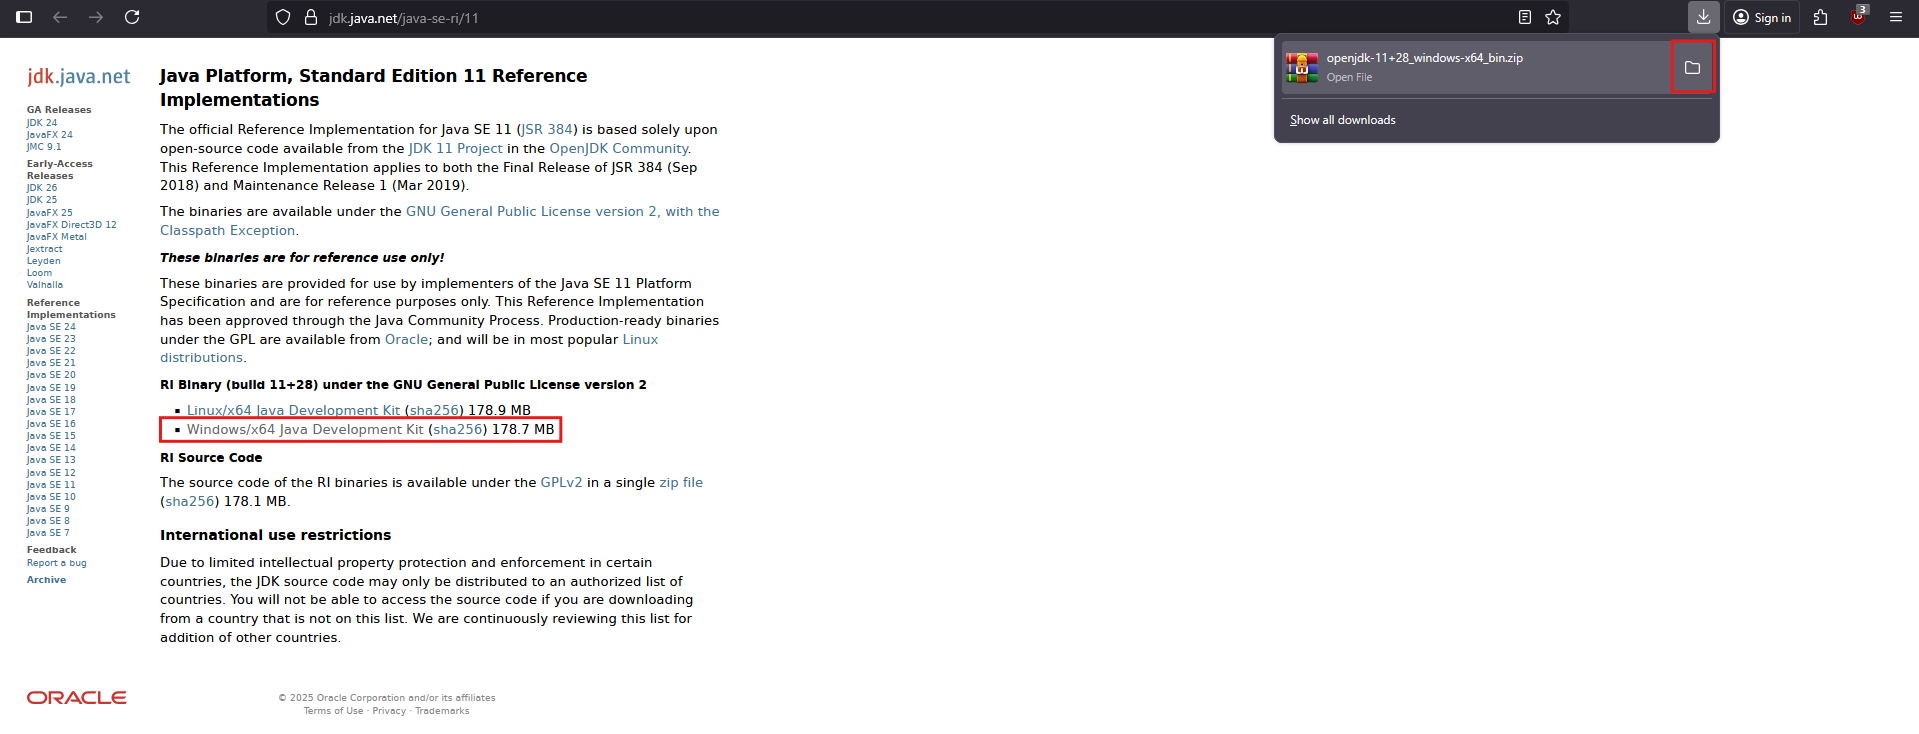 jdk.java.net/java-se-ri/11
Sign in
3
openjdk-11+28_windows-x64_bin.zip
Open File
Show all downloads
jdk.java.net
GA Releases
JDK 24
JavaFX 24
JMC 9.1
Early-Access
Releases
JDK 26
JDK 25
JavaFX 25
JavaFX Direct3D 12
JavaFX Metal
Jextract
Leyden
Loom
Valhalla
Reference
Implementations
Java SE 24
Java SE 23
Java SE 22
Java SE 21
Java SE 20
Java SE 19
Java SE 18
Java SE 17
Java SE 16
Java SE 15
Java SE 14
Java SE 13
Java SE 12
Java SE 11
Java SE 10
Java SE 9
Java SE 8
Java SE 7
Feedback
Report a bug
Archive
Java Platform, Standard Edition 11 Reference
Implementations
The official Reference Implementation for Java SE 11 (JSR 384) is based solely upon
open-source code available from the JDK 11 Project in the OpenJDK Community.
This Reference Implementation applies to both the Final Release of JSR 384 (Sep
2018) and Maintenance Release 1 (Mar 2019).
The binaries are available under the GNU General Public License version 2, with the
Classpath Exception.
These binaries are for reference use only!
These binaries are provided for use by implementers of the Java SE 11 Platform
Specification and are for reference purposes only. This Reference Implementation
has been approved through the Java Community Process. Production-ready binaries
under the GPL are available from Oracle; and will be in most popular Linux
distributions.
RI Binary (build 11+28) under the GNU General Public License version 2
▪ Linux/x64 Java Development Kit (sha256) 178.9 MB
▪ Windows/x64 Java Development Kit (sha256) 178.7 MB
RI Source Code
The source code of the RI binaries is available under the GPLv2 in a single zip file
(sha256) 178.1 MB.
International use restrictions
Due to limited intellectual property protection and enforcement in certain
countries, the JDK source code may only be distributed to an authorized list of
countries. You will not be able to access the source code if you are downloading
from a country that is not on this list. We are continuously reviewing this list for
addition of other countries.
ORACLE
© 2025 Oracle Corporation and/or its affiliates
Terms of Use · Privacy · Trademarks